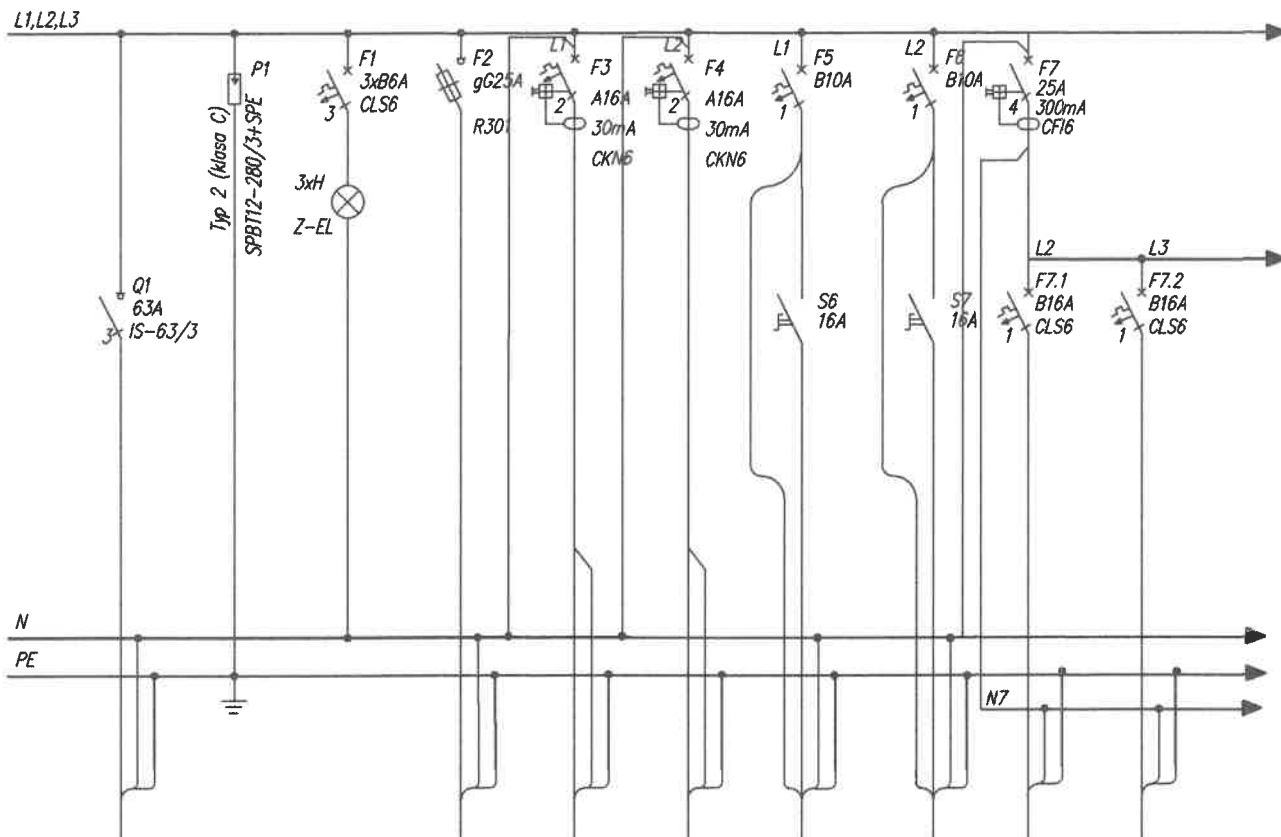 L1,L2,L3
P1
Typ 2 (klasa C)
SPBT12-280/3+SPE
F1
3xB6A
CLS6
3
3xH
Z-EL
Q1
63A
IS-63/3
3
F2
gG25A
R301
L1
F3
A16A
2
30mA
CKN6
L2
F4
A16A
2
30mA
CKN6
L1
F5
B10A
1
S6
16A
L2
F6
B10A
1
S7
16A
F7
25A
300mA
CFI6
4
L2
L3
F7.1
B16A
CLS6
1
F7.2
B16A
CLS6
1
N
PE
N7